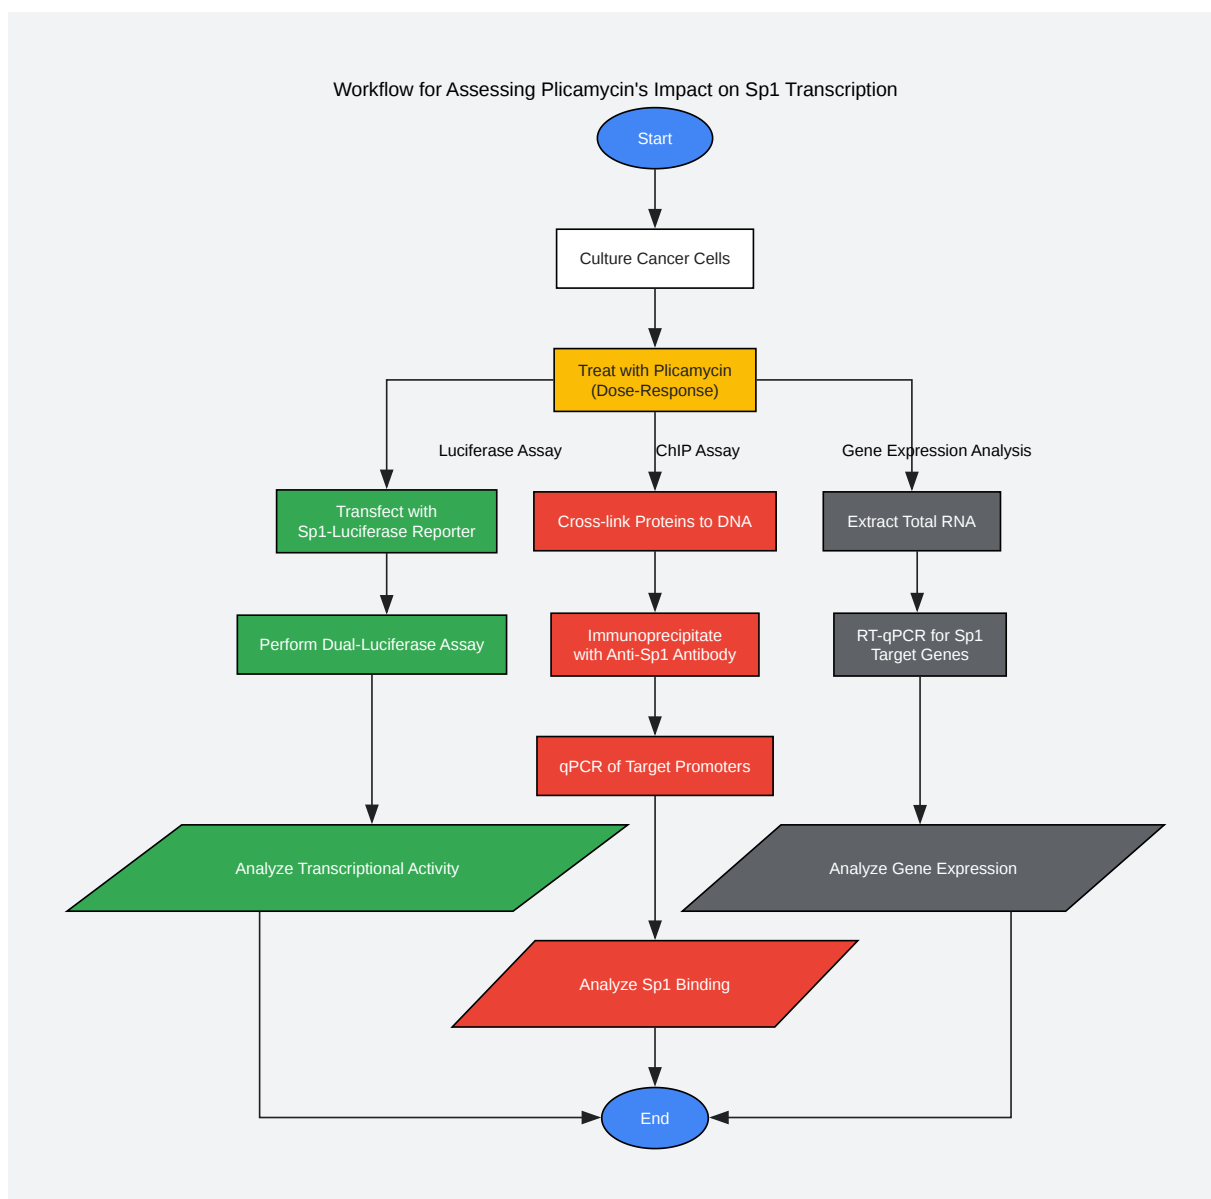 Workflow for Assessing Plicamycin's Impact on Sp1 Transcription
Start
Culture Cancer Cells
Treat with Plicamycin
(Dose-Response)
Luciferase Assay
ChIP Assay
Gene Expression Analysis
Transfect with
Sp1-Luciferase Reporter
Cross-link Proteins to DNA
Extract Total RNA
Perform Dual-Luciferase Assay
Immunoprecipitate
with Anti-Sp1 Antibody
RT-qPCR for Sp1
Target Genes
qPCR of Target Promoters
Analyze Transcriptional Activity
Analyze Gene Expression
Analyze Sp1 Binding
End